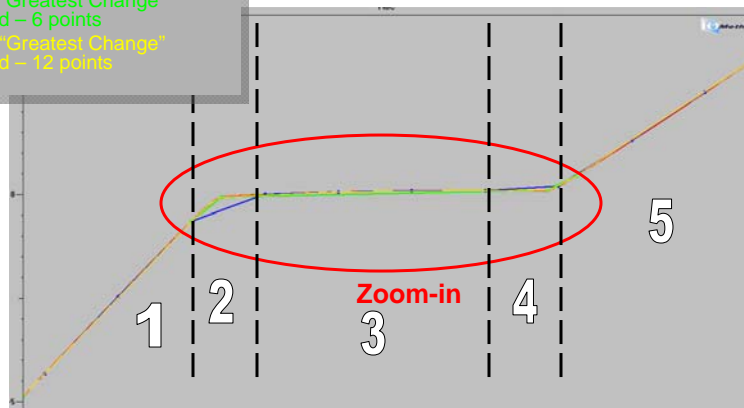 Greatest Change
d – 6 points
“Greatest Change”
d – 12 points
Zoom-in
1
2
3
4
5